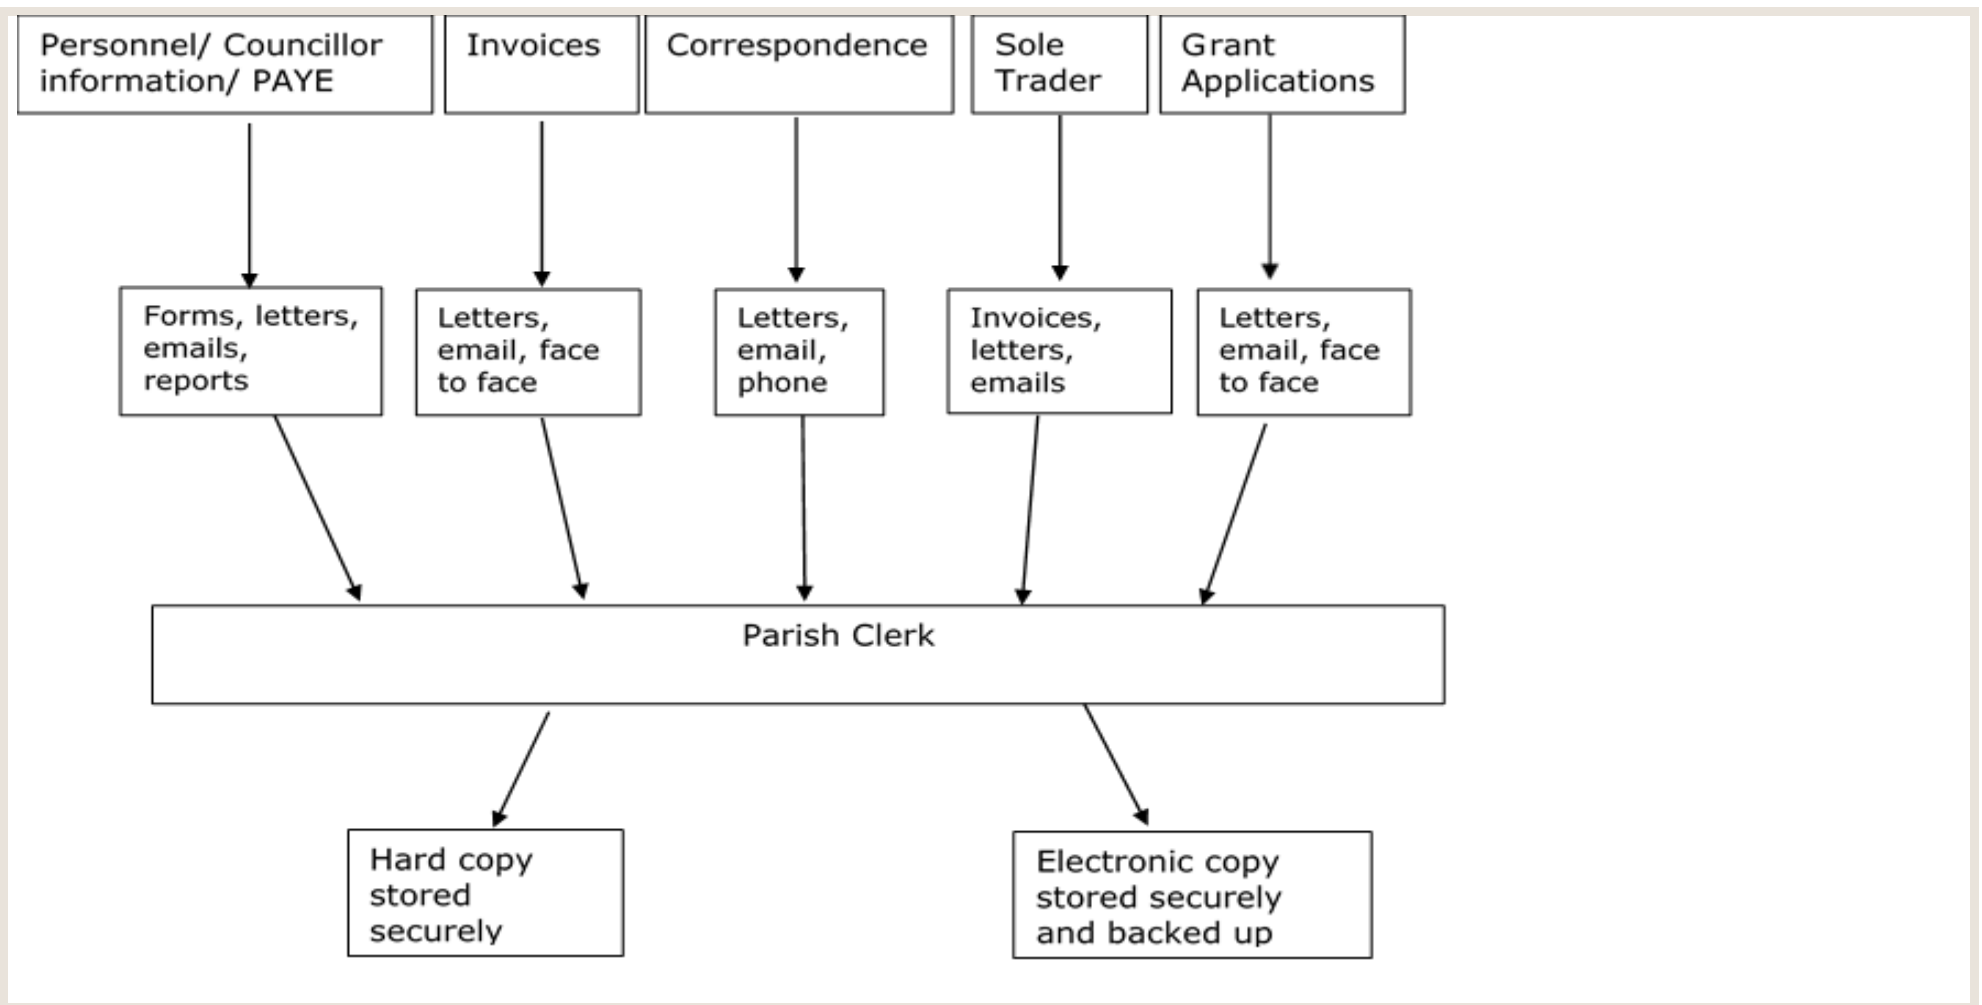 Personnel/ Councillor
information/ PAYE
Invoices
Correspondence
Sole
Trader
Grant
Applications
Forms, letters,
emails,
reports
Letters,
email, face
to face
Letters,
email,
phone
Invoices,
letters,
emails
Letters,
email, face
to face
Parish Clerk
Hard copy
stored
securely
Electronic copy
stored securely
and backed up